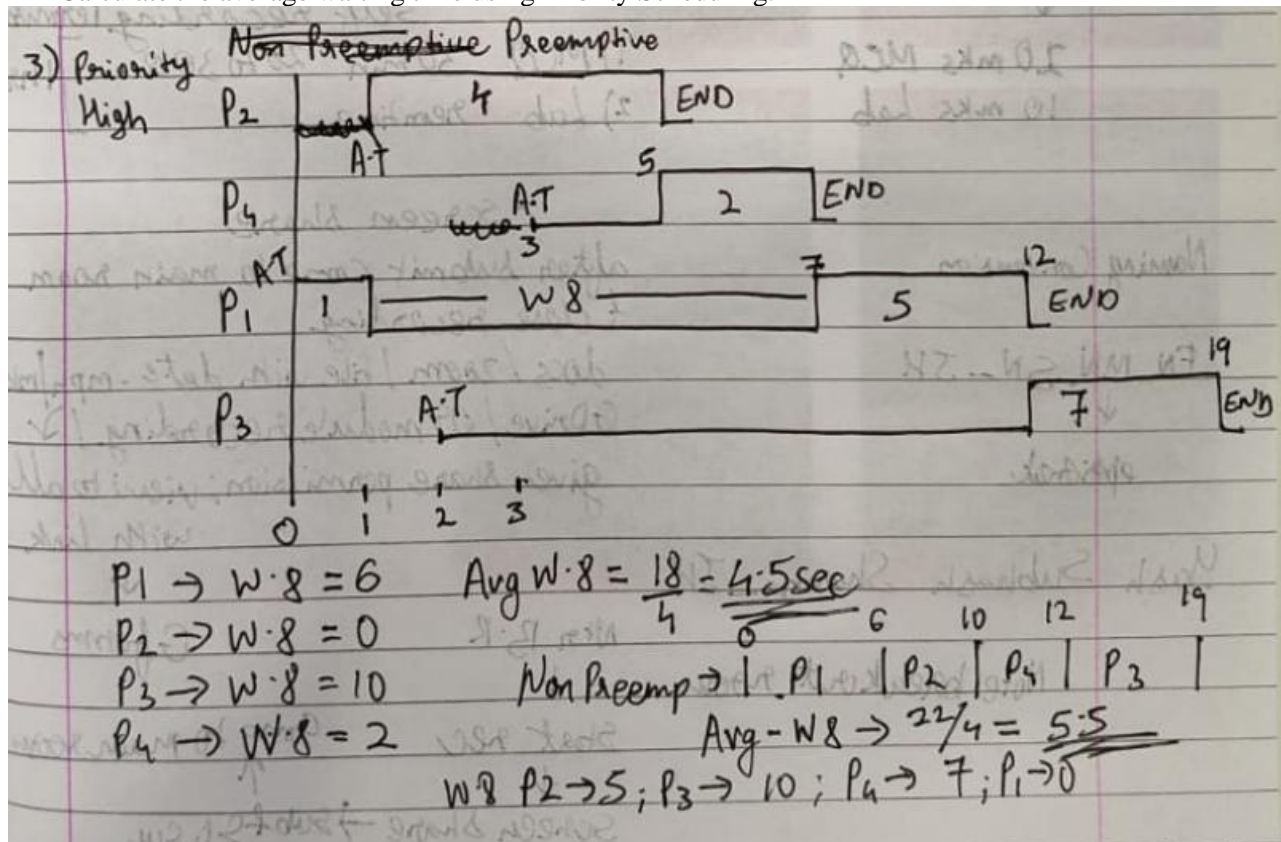 3) Priority Non Preemptive Preemptive
High P2 4 END
A·T
P4 A·T 3 5 2 END
AT P1 1 W8 7 5 12 END
P3 A·T 7 19 END
0 1 2 3
P1 → W·8 = 6 Avg W·8 = 18/4 = 4.5sec
P2 → W·8 = 0 0 6 10 12 19
P3 → W·8 = 10 Non Preemp → | P1 | P2 | P4 | P3 |
P4 → W·8 = 2 Avg - W8 → 22/4 = 5.5
W8 P2→5; P3→ 10; P4→ 7; P1→0